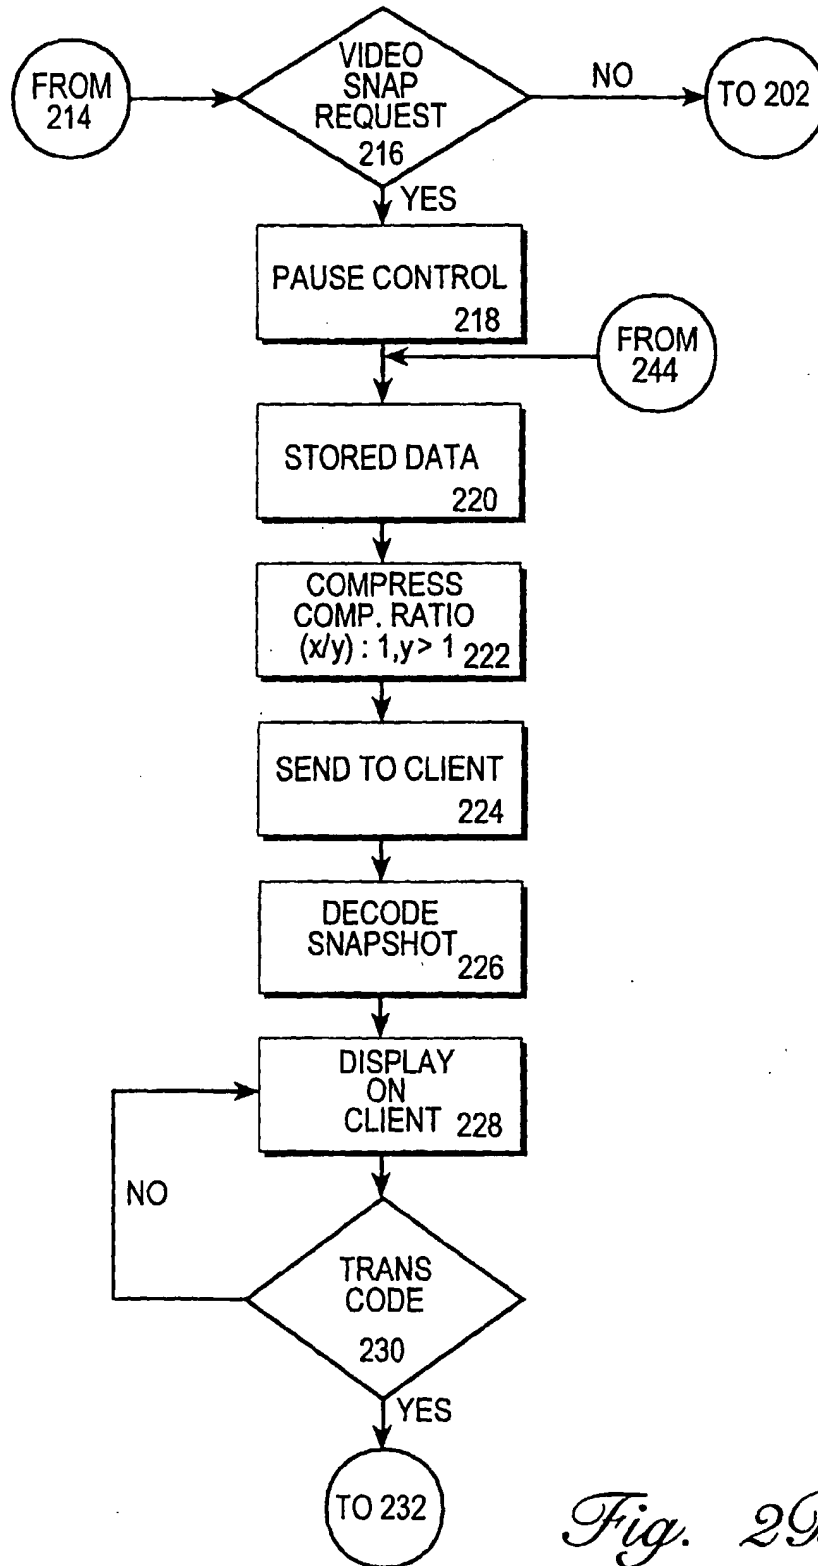 FROM
214
VIDEO
SNAP
REQUEST
216
NO
TO 202
YES
PAUSE CONTROL
218
FROM
244
STORED DATA
220
COMPRESS
COMP. RATIO
(x/y) : 1,y> 1 222
SEND TO CLIENT
224
DECODE
SNAPSHOT
226
DISPLAY
ON
CLIENT 228
NO
TRANS
CODE
230
YES
TO 232
Fig.